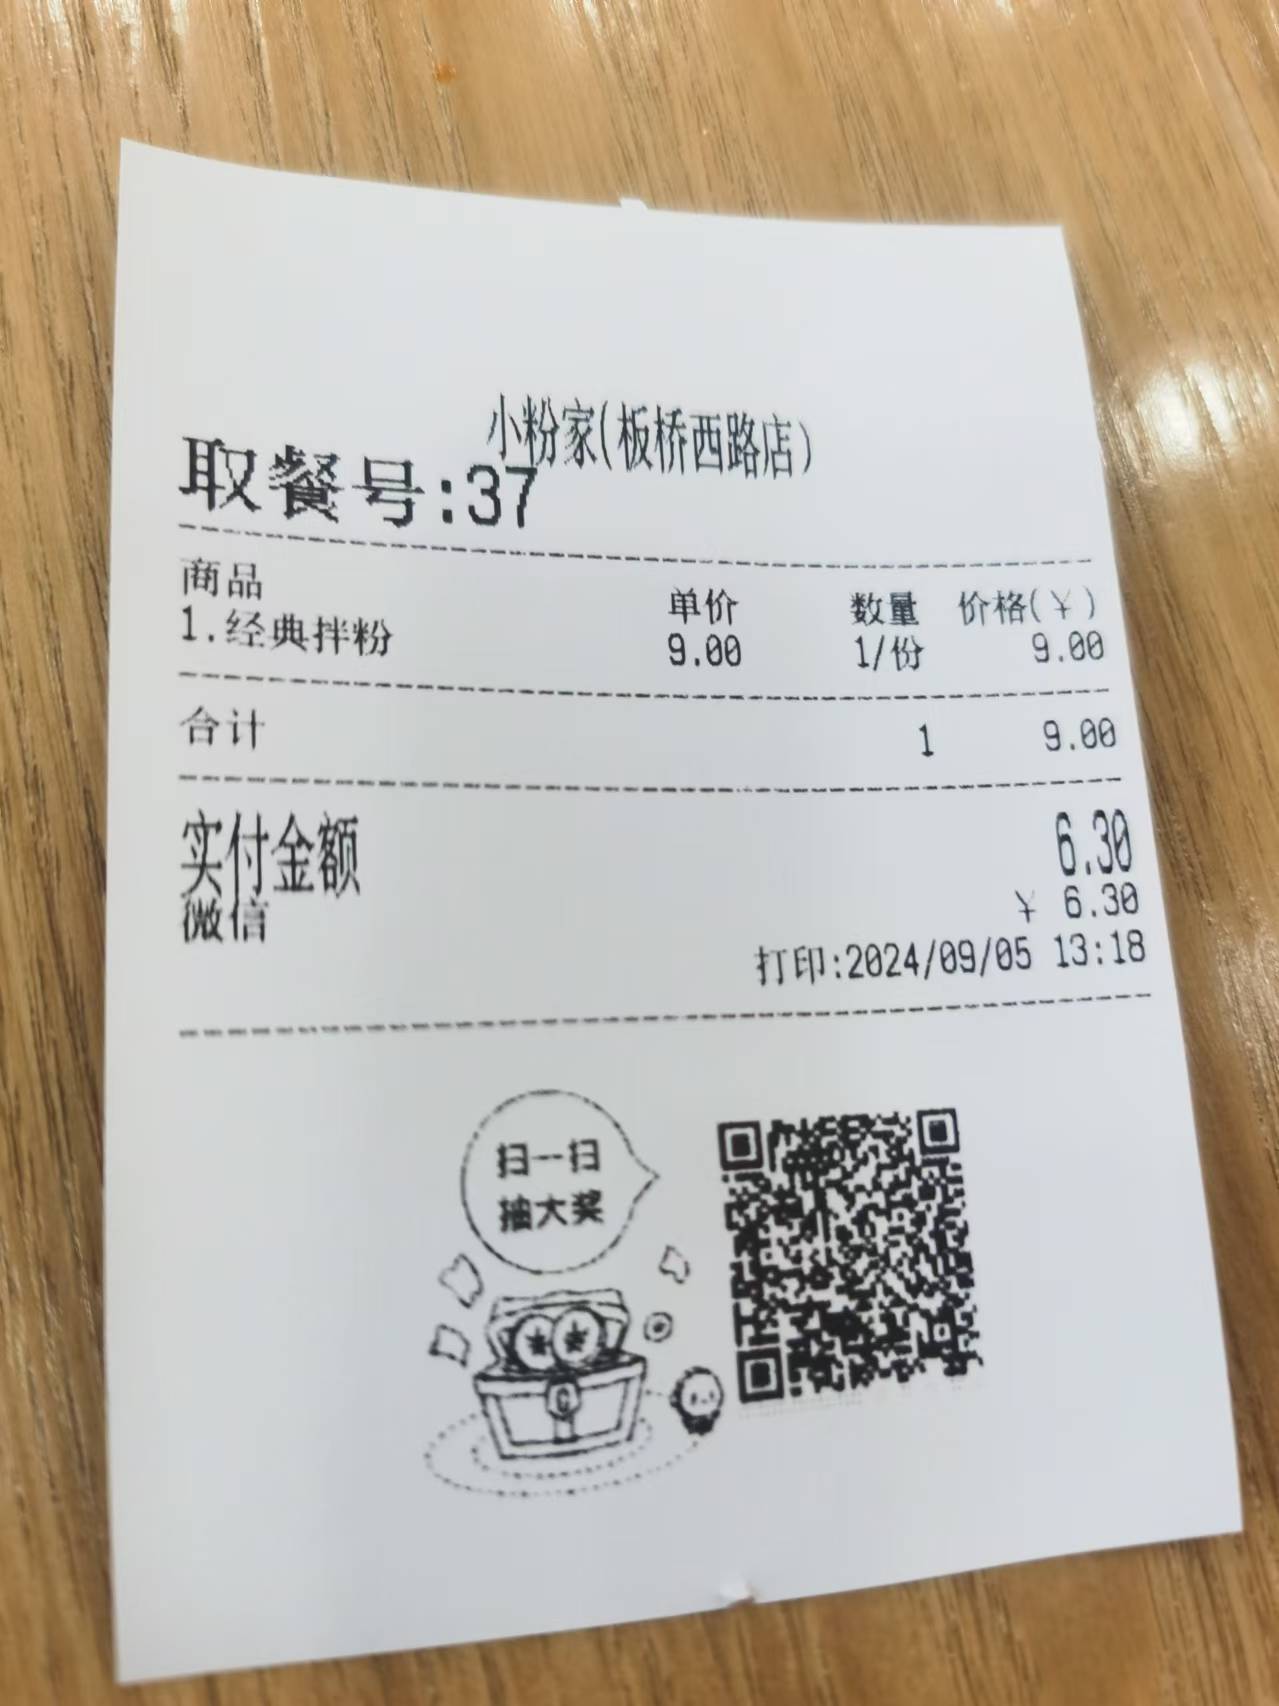 小粉家(板桥西路店)
取餐号:37
商品 单价 数量 价格(¥)
1.经典拌粉 9.00 1/份 9.00
合计 1 9.00
实付金额 6.30
微信 ¥ 6.30
打印:2024/09/05 13:18
扫一扫
抽大奖